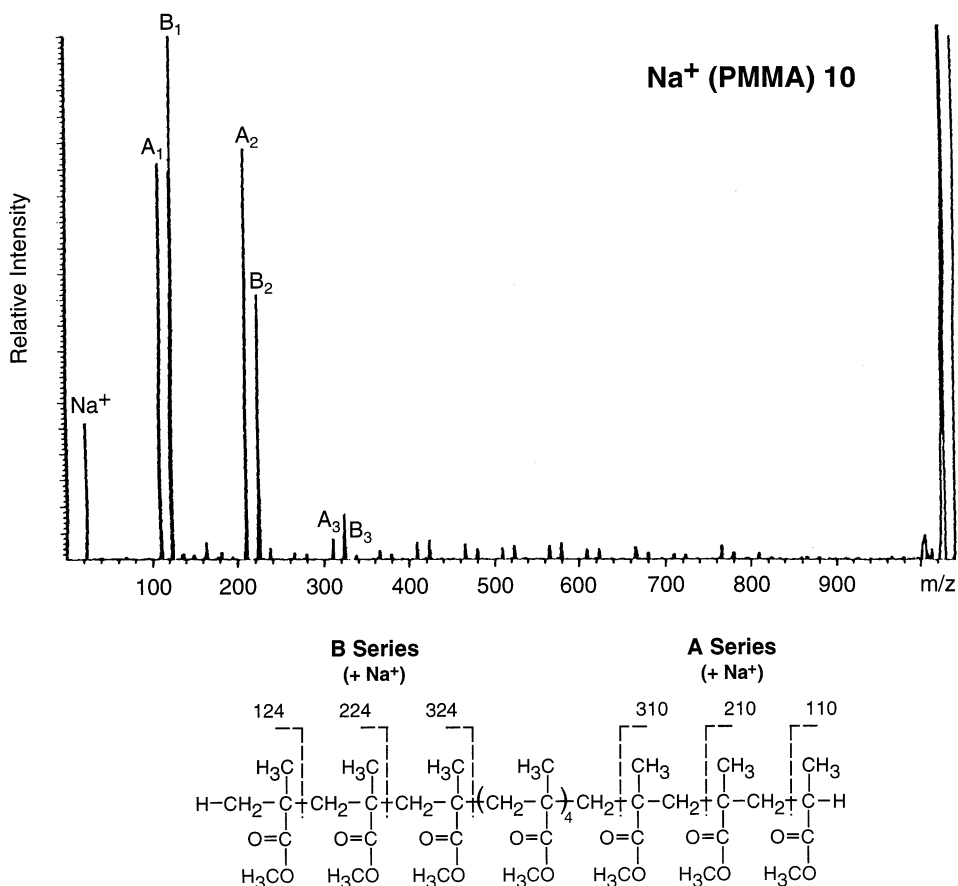 B₁
Na⁺ (PMMA) 10
A₁
A₂
B₂
Na⁺
A₃
B₃
Relative Intensity
100 200 300 400 500 600 700 800 900 m/z
B Series
(+ Na⁺)
A Series
(+ Na⁺)
124 224 324 310 210 110
H₃C H₃C H₃C H₃C CH₃ CH₃ CH₃
H–CH₂–C–CH₂–C–CH₂–C–(CH₂–C–)₄CH₂–C–CH₂–C–CH₂–C–H
O=C O=C O=C O=C O=C O=C O=C
H₃CO H₃CO H₃CO H₃CO H₃CO H₃CO H₃CO